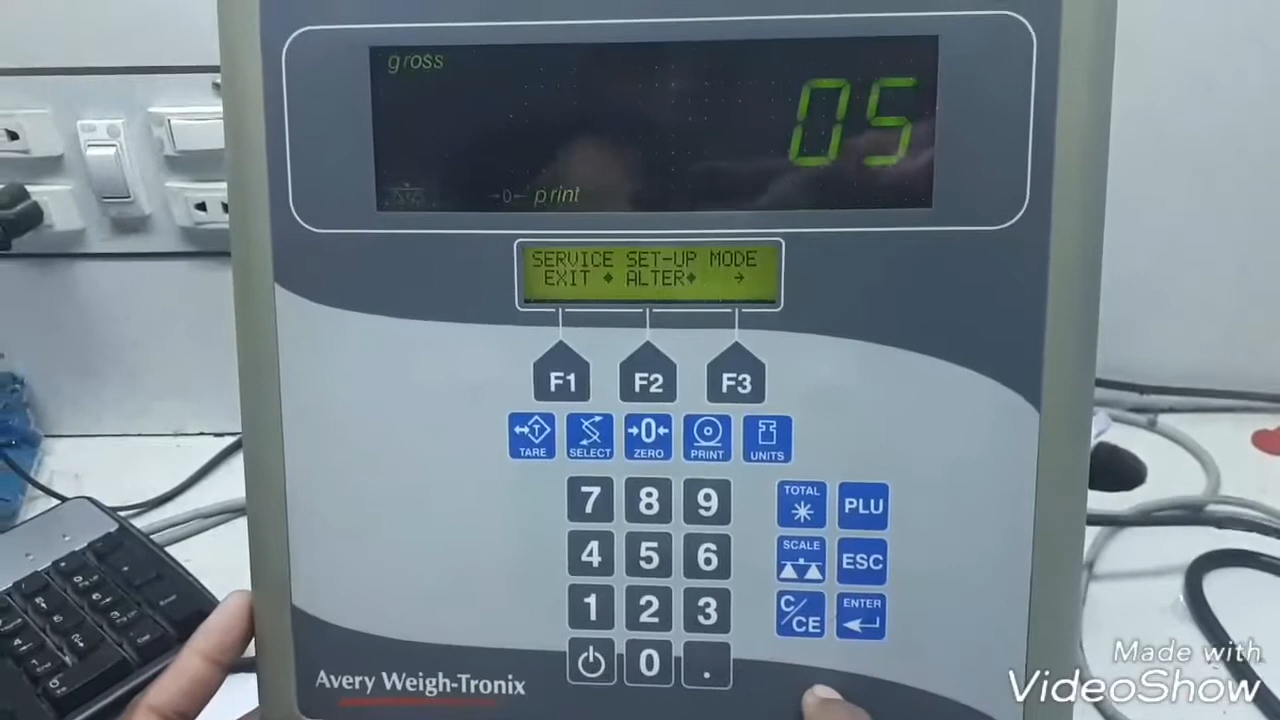 gross
05
→0← print
SERVICE SET-UP MODE
EXIT ◆ ALTER◆ →
F1 F2 F3
T
TARE SELECT →0← ZERO PRINT UNITS
7 8 9
TOTAL
✳ PLU
4 5 6
SCALE
ESC
1 2 3
C/CE
ENTER
0 .
Avery Weigh-Tronix
Made with
VideoShow